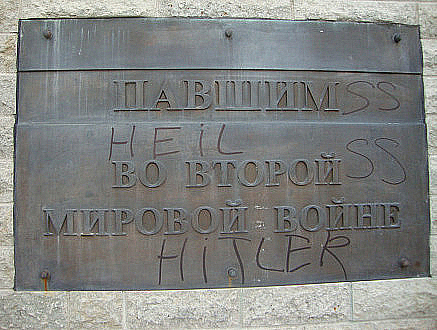 ПАВШИМ SS
HEIL SS
ВО ВТОРОЙ
МИРОВОЙ ВОЙНЕ
HITLER